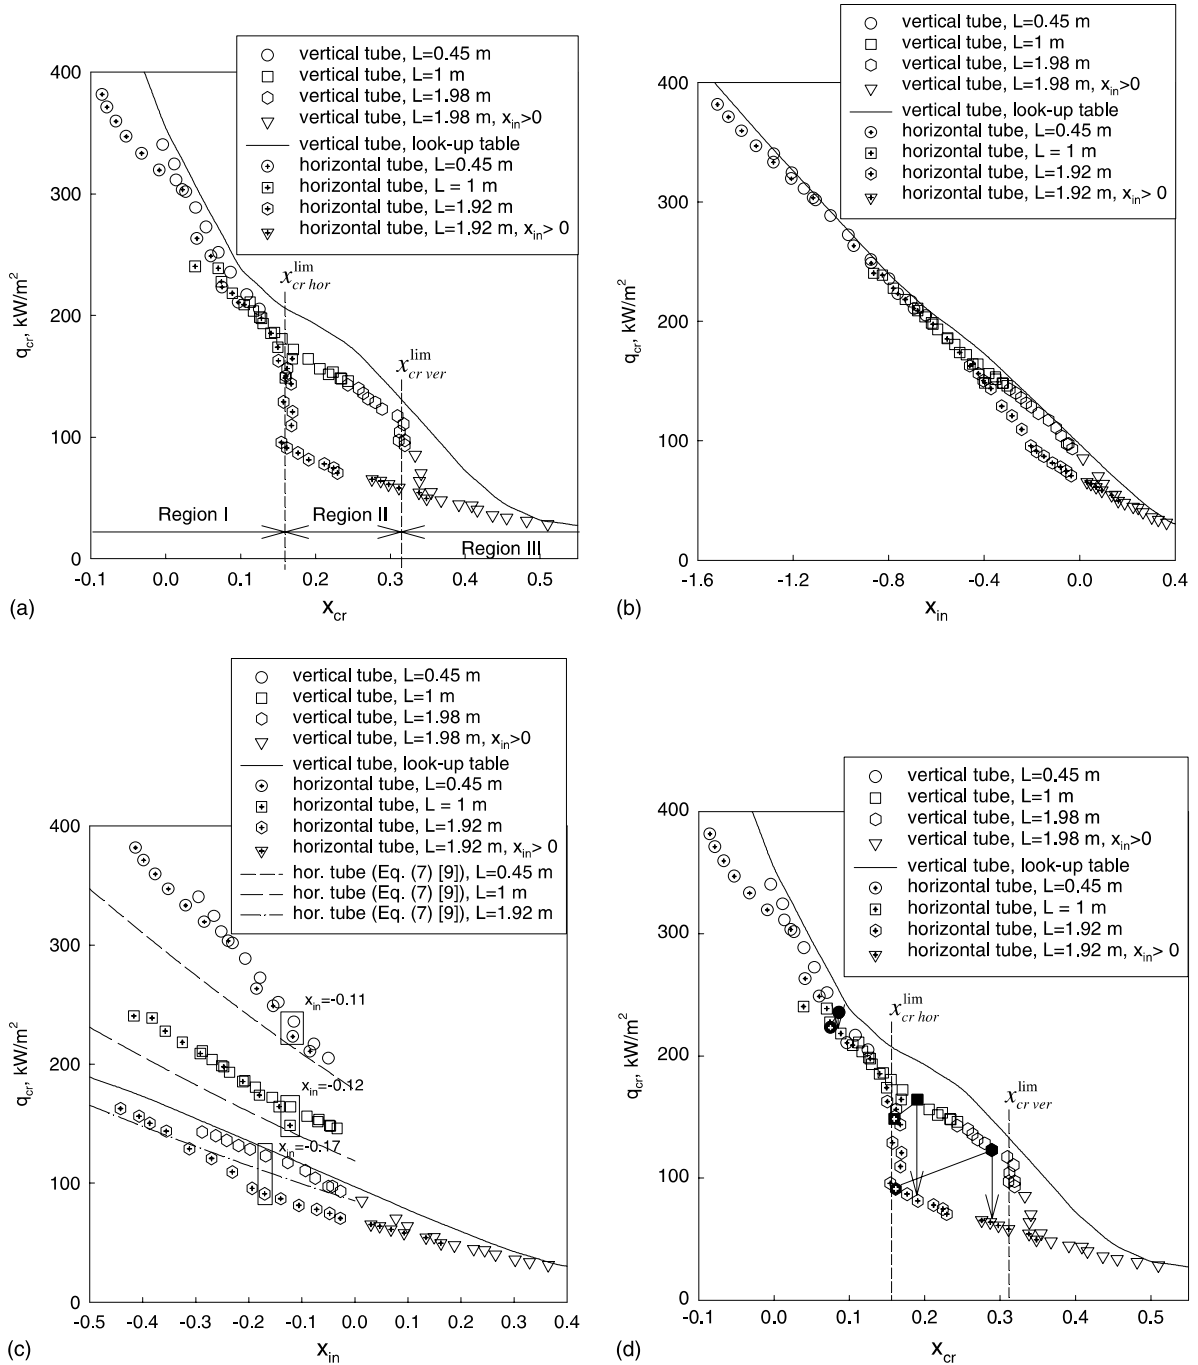 vertical tube, L=0.45 m
vertical tube, L=1 m
vertical tube, L=1.98 m
vertical tube, L=1.98 m, x_in>0
vertical tube, look-up table
horizontal tube, L=0.45 m
horizontal tube, L = 1 m
horizontal tube, L=1.92 m
horizontal tube, L=1.92 m, x_in> 0
400
300
200
100
0
q_cr, kW/m²
x_cr hor^lim
x_cr ver^lim
Region I
Region II
Region III
-0.1 0.0 0.1 0.2 0.3 0.4 0.5
x_cr
(a)
vertical tube, L=0.45 m
vertical tube, L=1 m
vertical tube, L=1.98 m
vertical tube, L=1.98 m, x_in>0
vertical tube, look-up table
horizontal tube, L=0.45 m
horizontal tube, L = 1 m
horizontal tube, L=1.92 m
horizontal tube, L=1.92 m, x_in> 0
400
300
200
100
0
q_cr, kW/m²
-1.6 -1.2 -0.8 -0.4 0.0 0.4
x_in
(b)
vertical tube, L=0.45 m
vertical tube, L=1 m
vertical tube, L=1.98 m
vertical tube, L=1.98 m, x_in>0
vertical tube, look-up table
horizontal tube, L=0.45 m
horizontal tube, L = 1 m
horizontal tube, L=1.92 m
horizontal tube, L=1.92 m, x_in> 0
hor. tube (Eq. (7) [9]), L=0.45 m
hor. tube (Eq. (7) [9]), L=1 m
hor. tube (Eq. (7) [9]), L=1.92 m
400
300
200
100
0
q_cr, kW/m²
x_in=-0.11
x_in=-0.12
x_in=-0.17
-0.5 -0.4 -0.3 -0.2 -0.1 0.0 0.1 0.2 0.3 0.4
x_in
(c)
vertical tube, L=0.45 m
vertical tube, L=1 m
vertical tube, L=1.98 m
vertical tube, L=1.98 m, x_in>0
vertical tube, look-up table
horizontal tube, L=0.45 m
horizontal tube, L = 1 m
horizontal tube, L=1.92 m
horizontal tube, L=1.92 m, x_in> 0
400
300
200
100
0
q_cr, kW/m²
x_cr hor^lim
x_cr ver^lim
-0.1 0.0 0.1 0.2 0.3 0.4 0.5
x_cr
(d)